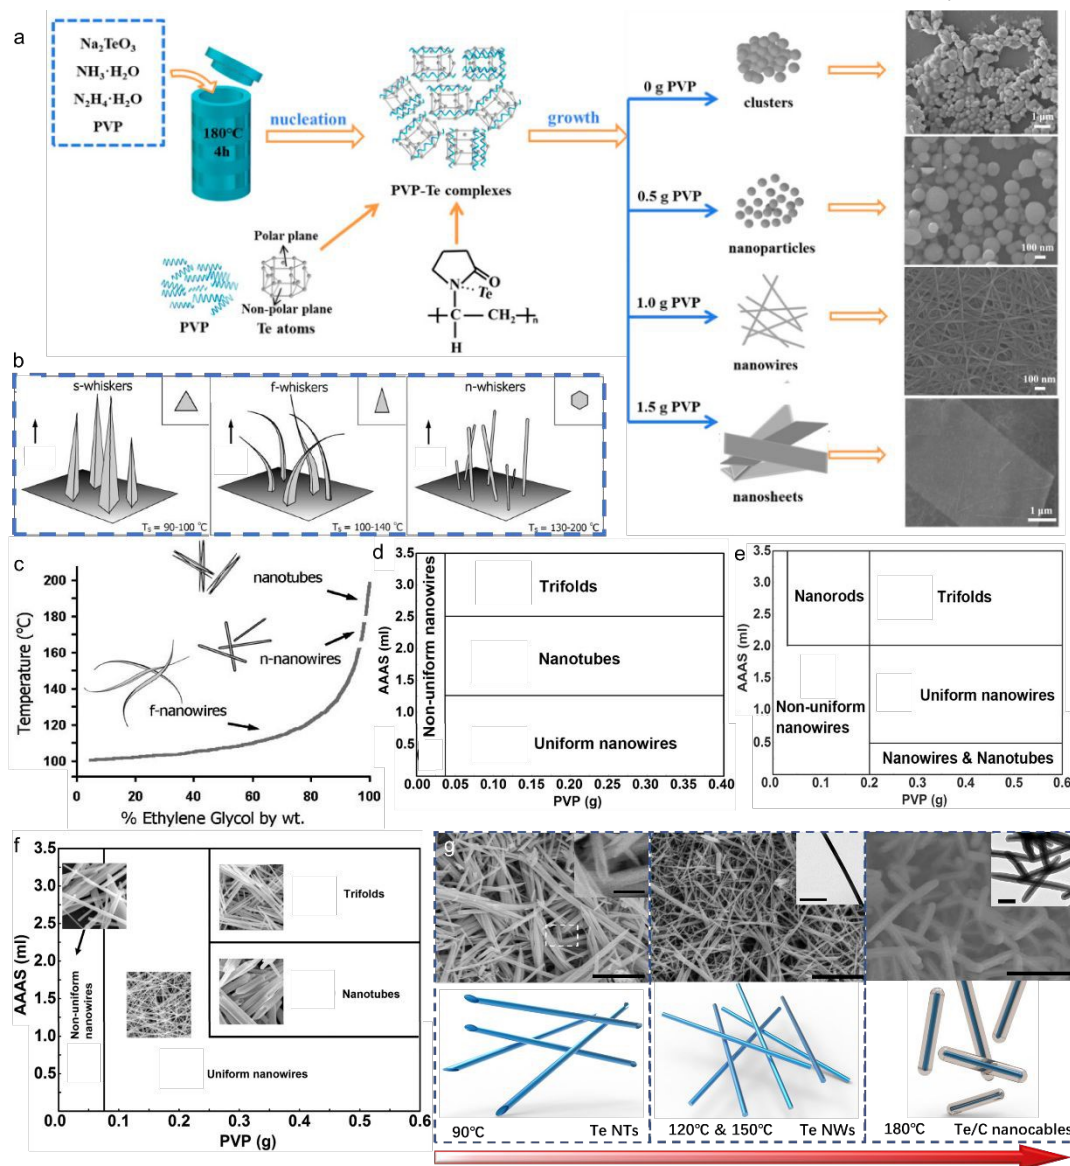 a
Na₂TeO₃
NH₃·H₂O
N₂H₄·H₂O
PVP
180°C
4h
nucleation
PVP-Te complexes
growth
Polar plane
Non-polar plane
PVP
Te atoms
N
O
Te
C
CH₂
n
H
0 g PVP
clusters
1 μm
0.5 g PVP
nanoparticles
100 nm
1.0 g PVP
nanowires
100 nm
1.5 g PVP
nanosheets
1 μm
b
s-whiskers
f-whiskers
n-whiskers
Ts = 90-100 °C
Ts = 100-140 °C
Ts = 130-200 °C
c
Temperature (°C)
200
180
160
140
120
100
nanotubes
n-nanowires
f-nanowires
0 20 40 60 80 100
% Ethylene Glycol by wt.
d
AAAS (ml)
3.5
3.0
2.5
2.0
1.5
1.0
0.5
Non-uniform nanowires
Trifolds
Nanotubes
Uniform nanowires
0.00 0.05 0.10 0.15 0.20 0.25 0.30 0.35 0.40
PVP (g)
e
AAAS (ml)
3.5
3.0
2.5
2.0
1.5
1.0
0.5
Nanorods
Trifolds
Non-uniform
nanowires
Uniform nanowires
Nanowires & Nanotubes
0.0 0.1 0.2 0.3 0.4 0.5 0.6
PVP (g)
f
AAAS (ml)
3.5
3.0
2.5
2.0
1.5
1.0
0.5
Non-uniform
nanowires
Trifolds
Nanotubes
Uniform nanowires
0.0 0.1 0.2 0.3 0.4 0.5 0.6
PVP (g)
g
90℃ Te NTs
120℃ & 150℃ Te NWs
180℃ Te/C nanocables